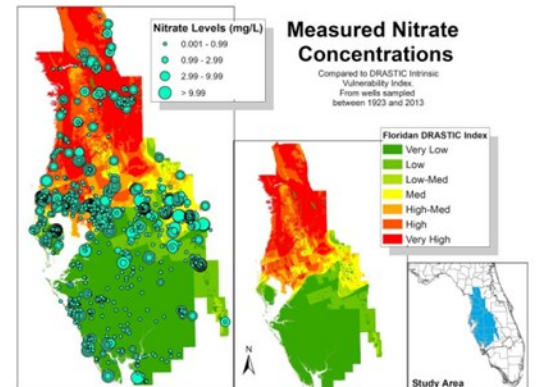 Nitrate Levels (mg/L)
0.001 - 0.99
0.99 - 2.99
2.99 - 9.99
> 9.99
Measured Nitrate
Concentrations
Compared to DRASTIC Intrinsic
Vulnerability Index.
From wells sampled
between 1923 and 2013
Floridan DRASTIC Index
Very Low
Low
Low-Med
Med
High-Med
High
Very High
N
Study Area